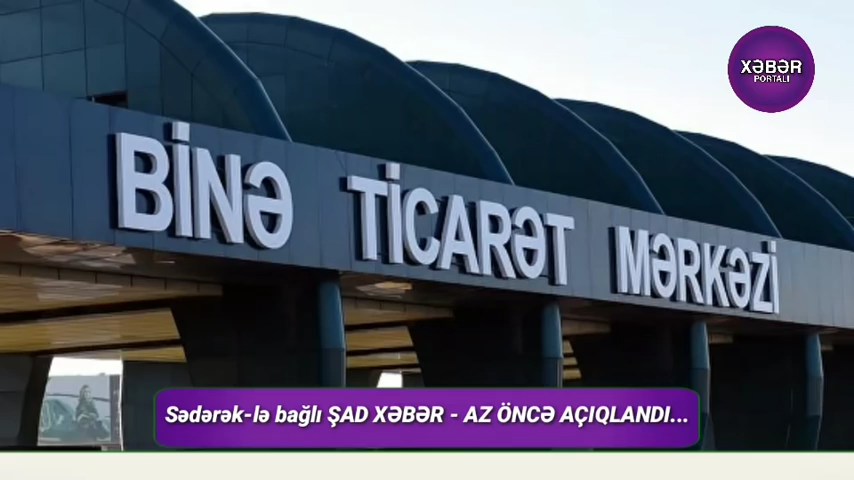 XƏBƏR
PORTALI
BİNƏ TİCARƏT MƏRKƏZİ
Sədərək-lə bağlı ŞAD XƏBƏR - AZ ÖNCƏ AÇIQLANDI...